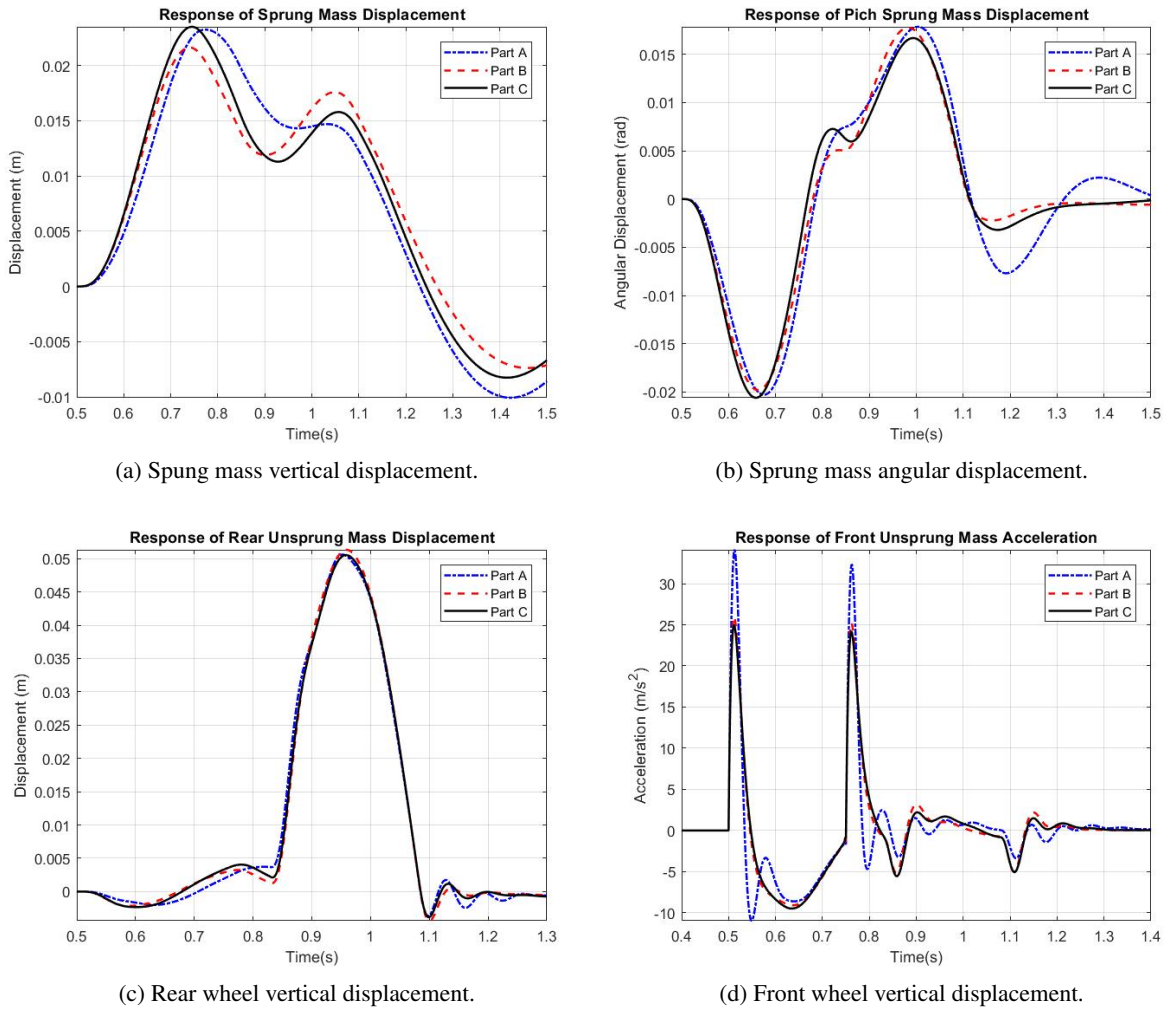 Response of Sprung Mass Displacement
Part A
Part B
Part C
0.02
0.015
0.01
0.005
0
-0.005
-0.01
Displacement (m)
0.5 0.6 0.7 0.8 0.9 1 1.1 1.2 1.3 1.4 1.5
Time(s)
(a) Spung mass vertical displacement.
Response of Pich Sprung Mass Displacement
Part A
Part B
Part C
0.015
0.01
0.005
0
-0.005
-0.01
-0.015
-0.02
Angular Displacement (rad)
0.5 0.6 0.7 0.8 0.9 1 1.1 1.2 1.3 1.4 1.5
Time(s)
(b) Sprung mass angular displacement.
Response of Rear Unsprung Mass Displacement
Part A
Part B
Part C
0.05
0.045
0.04
0.035
0.03
0.025
0.02
0.015
0.01
0.005
0
Displacement (m)
0.5 0.6 0.7 0.8 0.9 1 1.1 1.2 1.3
Time(s)
(c) Rear wheel vertical displacement.
Response of Front Unsprung Mass Acceleration
Part A
Part B
Part C
30
25
20
15
10
5
0
-5
-10
Acceleration (m/s²)
0.4 0.5 0.6 0.7 0.8 0.9 1 1.1 1.2 1.3 1.4
Time(s)
(d) Front wheel vertical displacement.